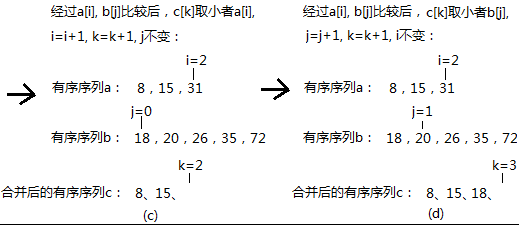 经过a[i], b[j]比较后，c[k]取小者a[i],
i=i+1, k=k+1, j不变：
i=2
有序序列a： 8，15，31
j=0
有序序列b： 18，20，26，35，72
k=2
合并后的有序序列c： 8、15、
(c)
经过a[i], b[j]比较后，c[k]取小者b[j],
j=j+1, k=k+1, i不变：
i=2
有序序列a： 8，15，31
j=1
有序序列b： 18，20，26，35，72
k=3
合并后的有序序列c： 8、15、18、
(d)